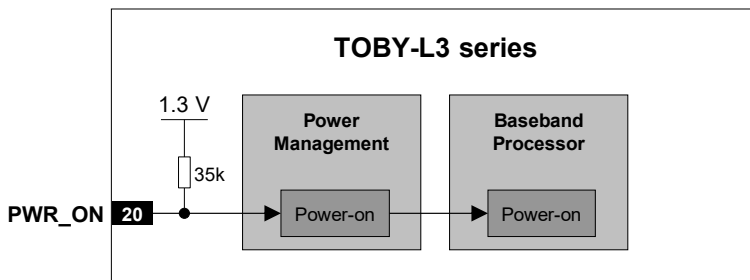 TOBY-L3 series
1.3 V
35k
Power
Management
Baseband
Processor
PWR_ON
20
Power-on
Power-on